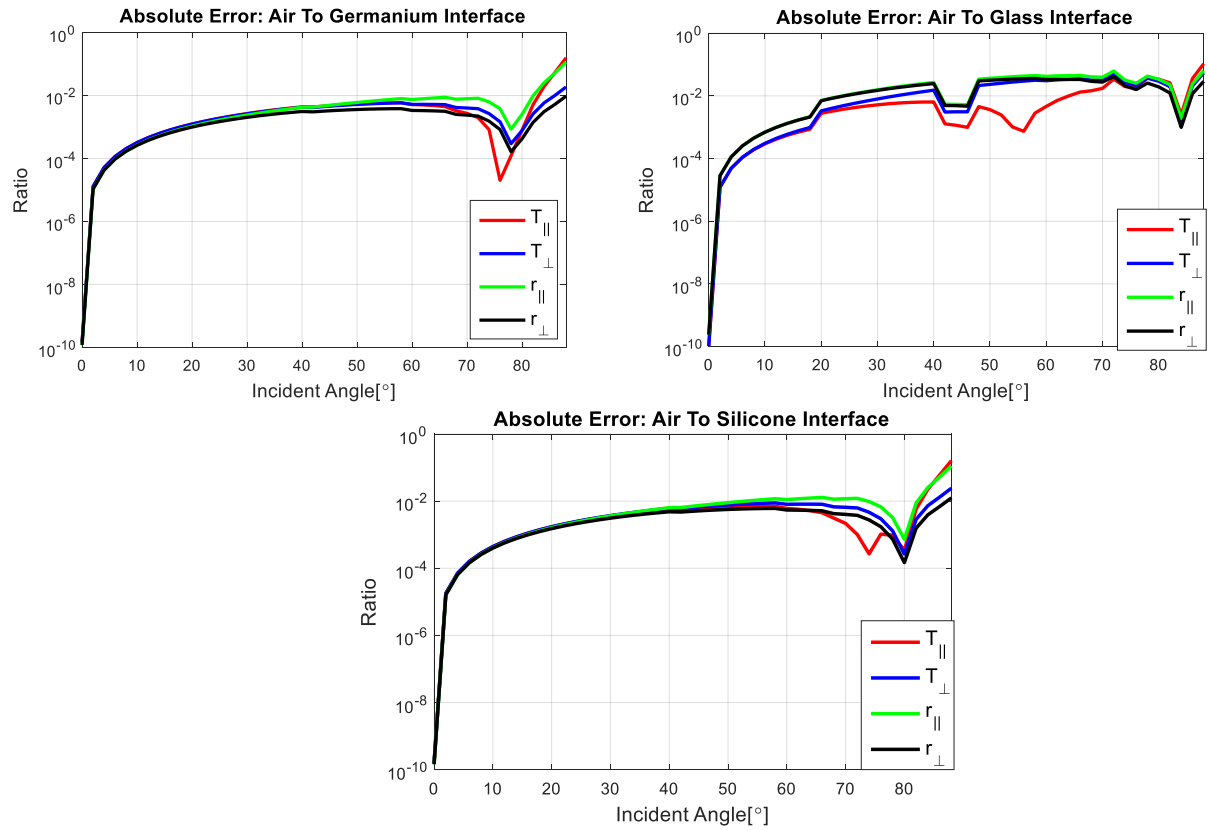 Absolute Error: Air To Germanium Interface
10^0
10^-2
10^-4
10^-6
10^-8
10^-10
Ratio
0 10 20 30 40 50 60 70 80
Incident Angle[°]
T_||
T_⊥
r_||
r_⊥
Absolute Error: Air To Glass Interface
10^0
10^-2
10^-4
10^-6
10^-8
10^-10
Ratio
0 10 20 30 40 50 60 70 80
Incident Angle[°]
T_||
T_⊥
r_||
r_⊥
Absolute Error: Air To Silicone Interface
10^0
10^-2
10^-4
10^-6
10^-8
10^-10
Ratio
0 10 20 30 40 50 60 70 80
Incident Angle[°]
T_||
T_⊥
r_||
r_⊥